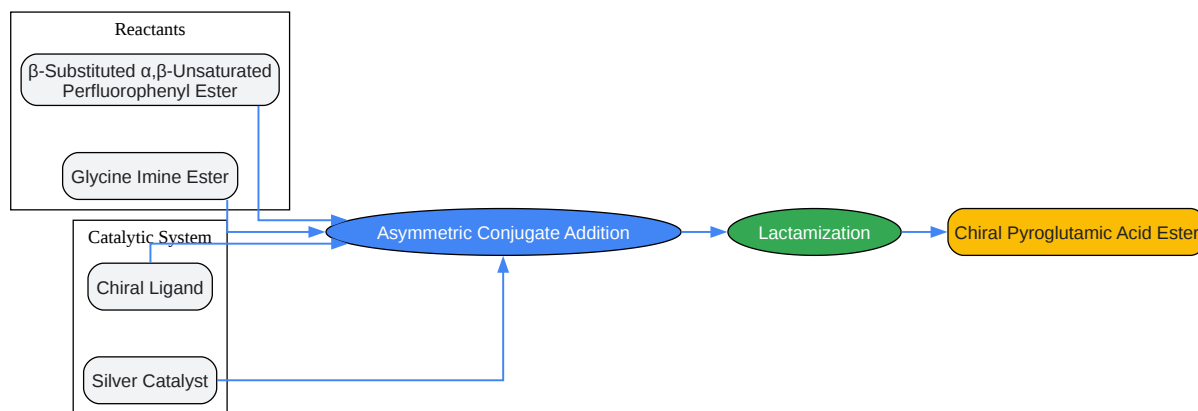 Reactants
β-Substituted α,β-Unsaturated
Perfluorophenyl Ester
Glycine Imine Ester
Catalytic System
Chiral Ligand
Silver Catalyst
Asymmetric Conjugate Addition
Lactamization
Chiral Pyroglutamic Acid Ester